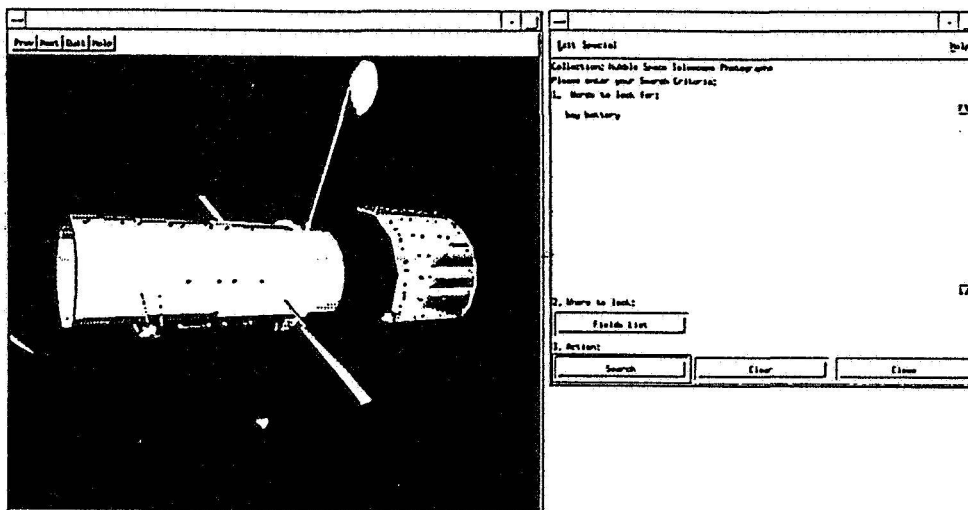 Prev Next Quit Help
Exit Special Help
Collection: Hubble Space Telescope Photographs
Please enter your Search Criteria:
1. Words to look for:
bay battery
2. Where to look:
Fields List
3. Action:
Search Clear Close